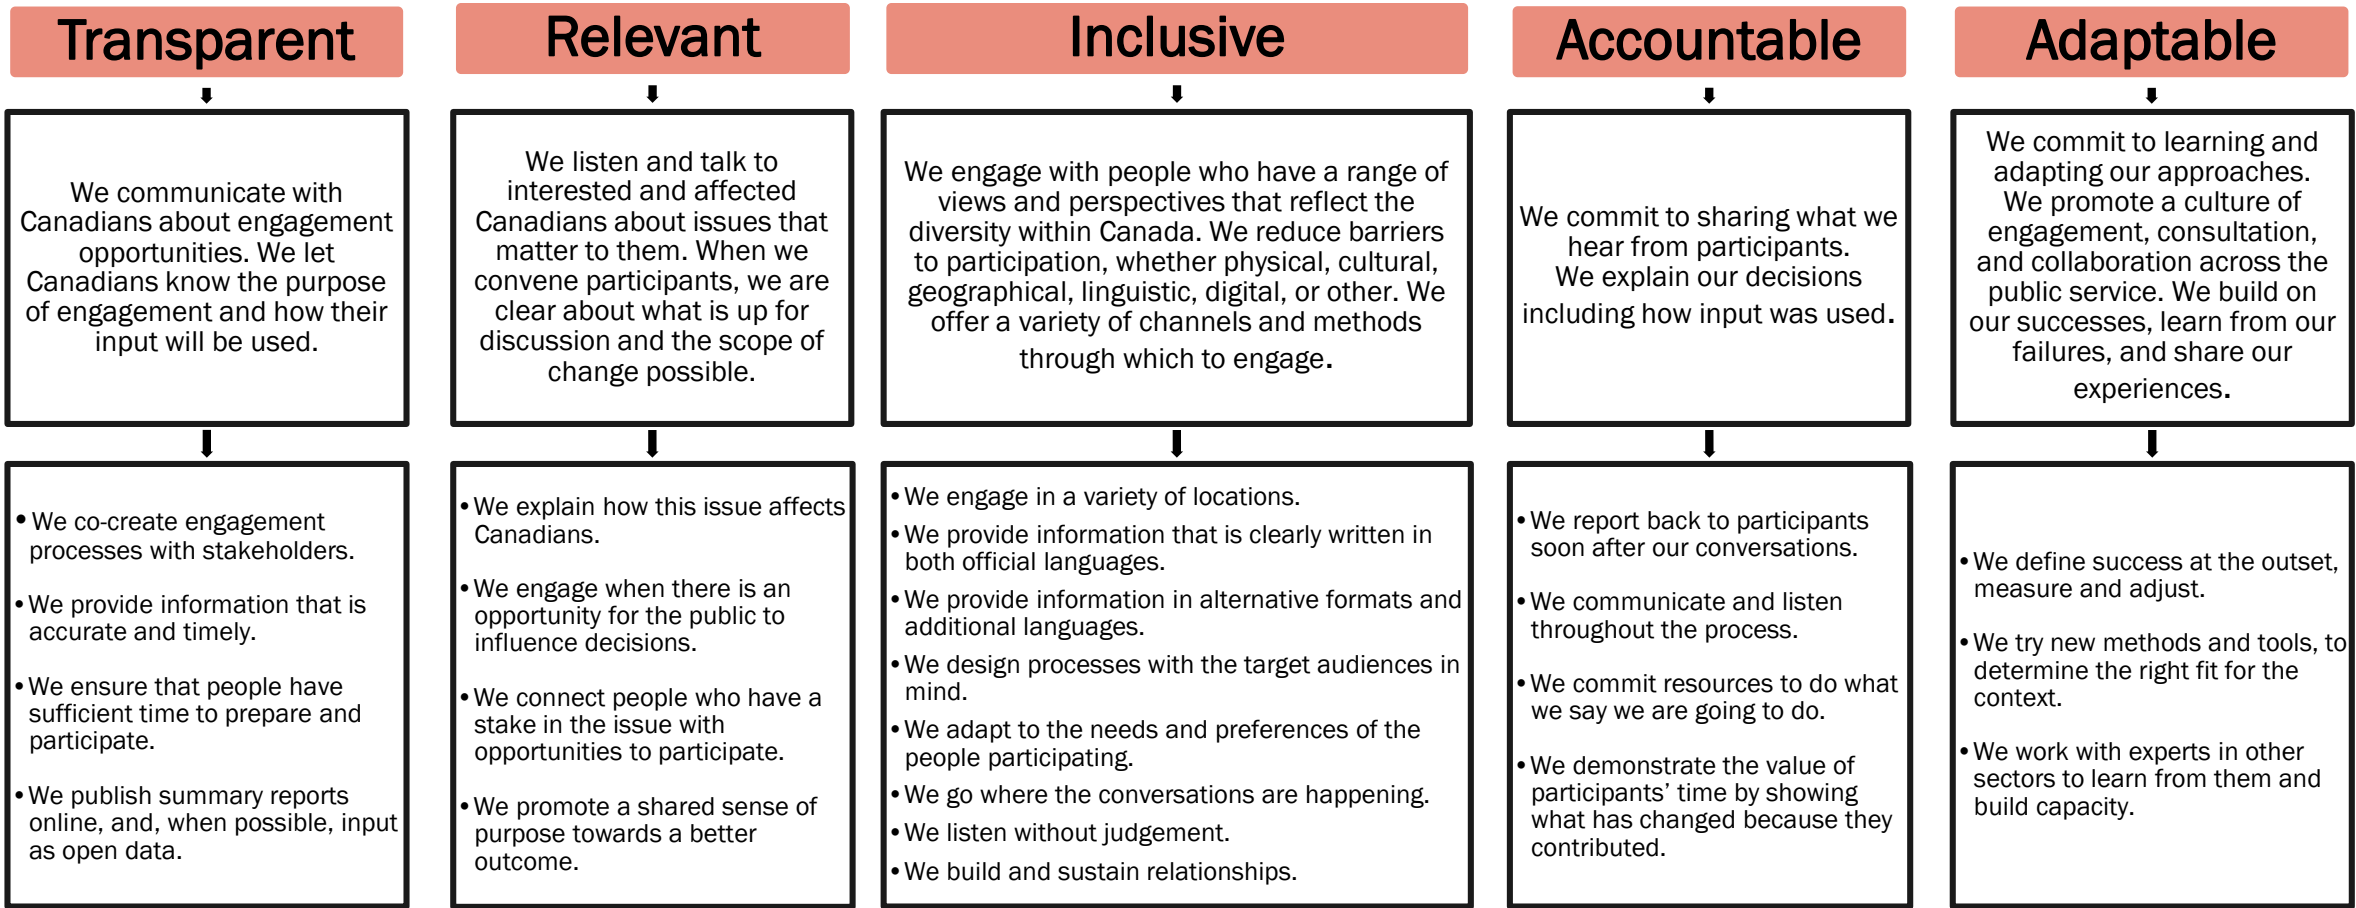 Transparent
We communicate with
Canadians about engagement
opportunities. We let
Canadians know the purpose
of engagement and how their
input will be used.
• We co-create engagement
processes with stakeholders.
• We provide information that is
accurate and timely.
• We ensure that people have
sufficient time to prepare and
participate.
• We publish summary reports
online, and, when possible, input
as open data.
Relevant
We listen and talk to
interested and affected
Canadians about issues that
matter to them. When we
convene participants, we are
clear about what is up for
discussion and the scope of
change possible.
• We explain how this issue affects
Canadians.
• We engage when there is an
opportunity for the public to
influence decisions.
• We connect people who have a
stake in the issue with
opportunities to participate.
• We promote a shared sense of
purpose towards a better
outcome.
Inclusive
We engage with people who have a range of
views and perspectives that reflect the
diversity within Canada. We reduce barriers
to participation, whether physical, cultural,
geographical, linguistic, digital, or other. We
offer a variety of channels and methods
through which to engage.
• We engage in a variety of locations.
• We provide information that is clearly written in
both official languages.
• We provide information in alternative formats and
additional languages.
• We design processes with the target audiences in
mind.
• We adapt to the needs and preferences of the
people participating.
• We go where the conversations are happening.
• We listen without judgement.
• We build and sustain relationships.
Accountable
We commit to sharing what we
hear from participants.
We explain our decisions
including how input was used.
• We report back to participants
soon after our conversations.
• We communicate and listen
throughout the process.
• We commit resources to do what
we say we are going to do.
• We demonstrate the value of
participants’ time by showing
what has changed because they
contributed.
Adaptable
We commit to learning and
adapting our approaches.
We promote a culture of
engagement, consultation,
and collaboration across the
public service. We build on
our successes, learn from our
failures, and share our
experiences.
• We define success at the outset,
measure and adjust.
• We try new methods and tools, to
determine the right fit for the
context.
• We work with experts in other
sectors to learn from them and
build capacity.